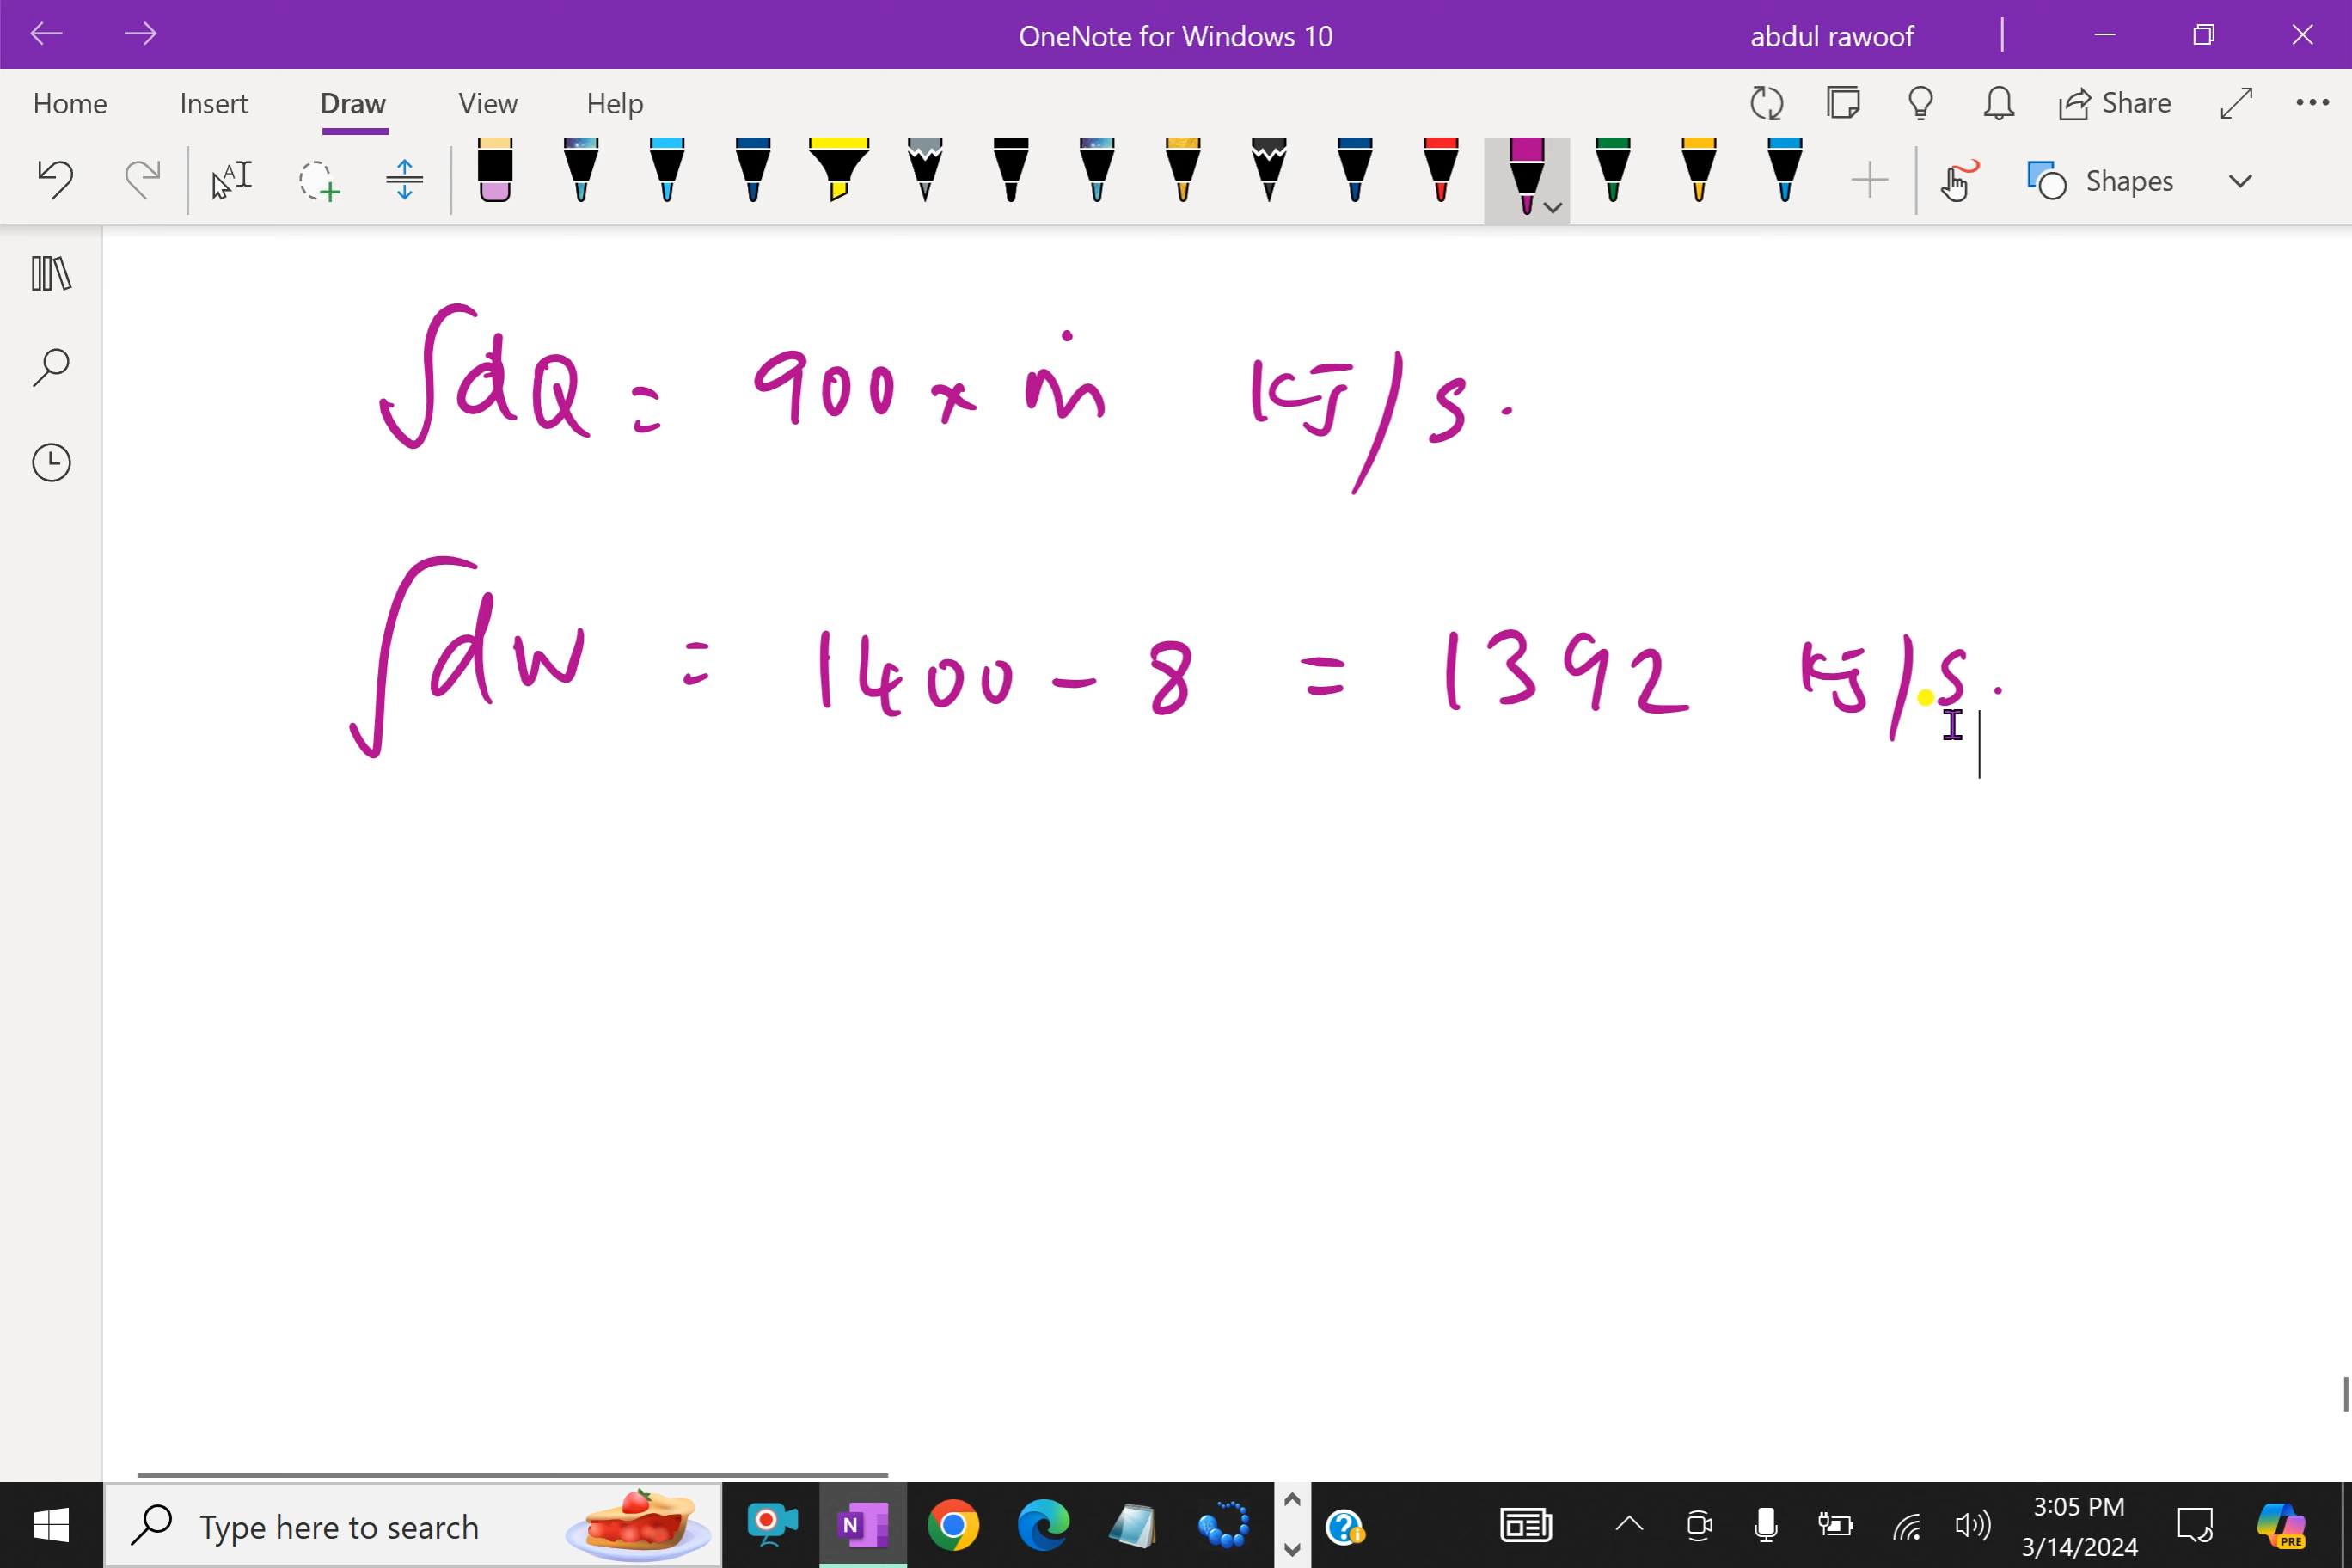 OneNote for Windows 10
abdul rawoof
Home Insert Draw View Help
Share
Shapes
∫dQ = 900 × ṁ kJ/s.
∫dw = 1400 - 8 = 1392 kJ/s.
Type here to search
N
3:05 PM
3/14/2024
PRE